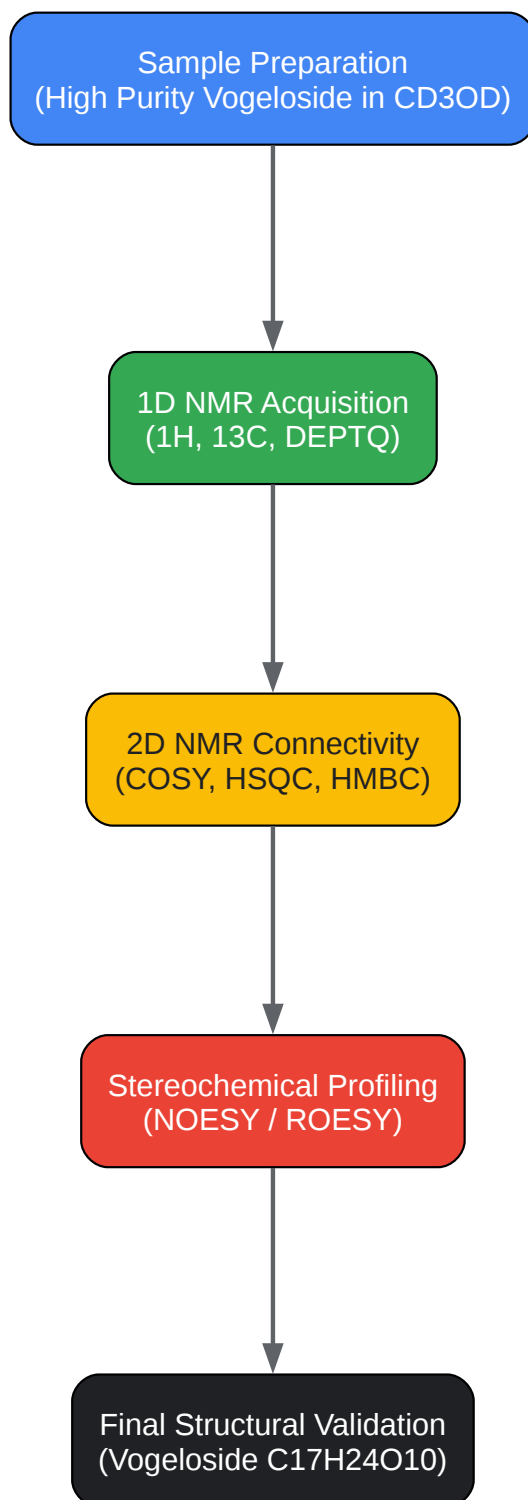 Sample Preparation
(High Purity Vogeloside in CD3OD)
1D NMR Acquisition
(1H, 13C, DEPTQ)
2D NMR Connectivity
(COSY, HSQC, HMBC)
Stereochemical Profiling
(NOESY / ROESY)
Final Structural Validation
(Vogeloside C17H24O10)